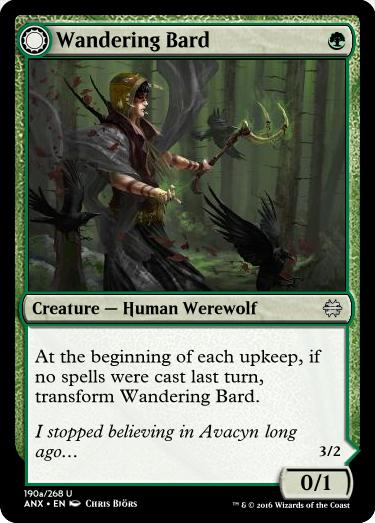 Wandering Bard
Creature — Human Werewolf
At the beginning of each upkeep, if
no spells were cast last turn,
transform Wandering Bard.
I stopped believing in Avacyn long
ago…
3/2
0/1
190a/268 U
ANX • EN Chris Bjors
™ & © 2016 Wizards of the Coast